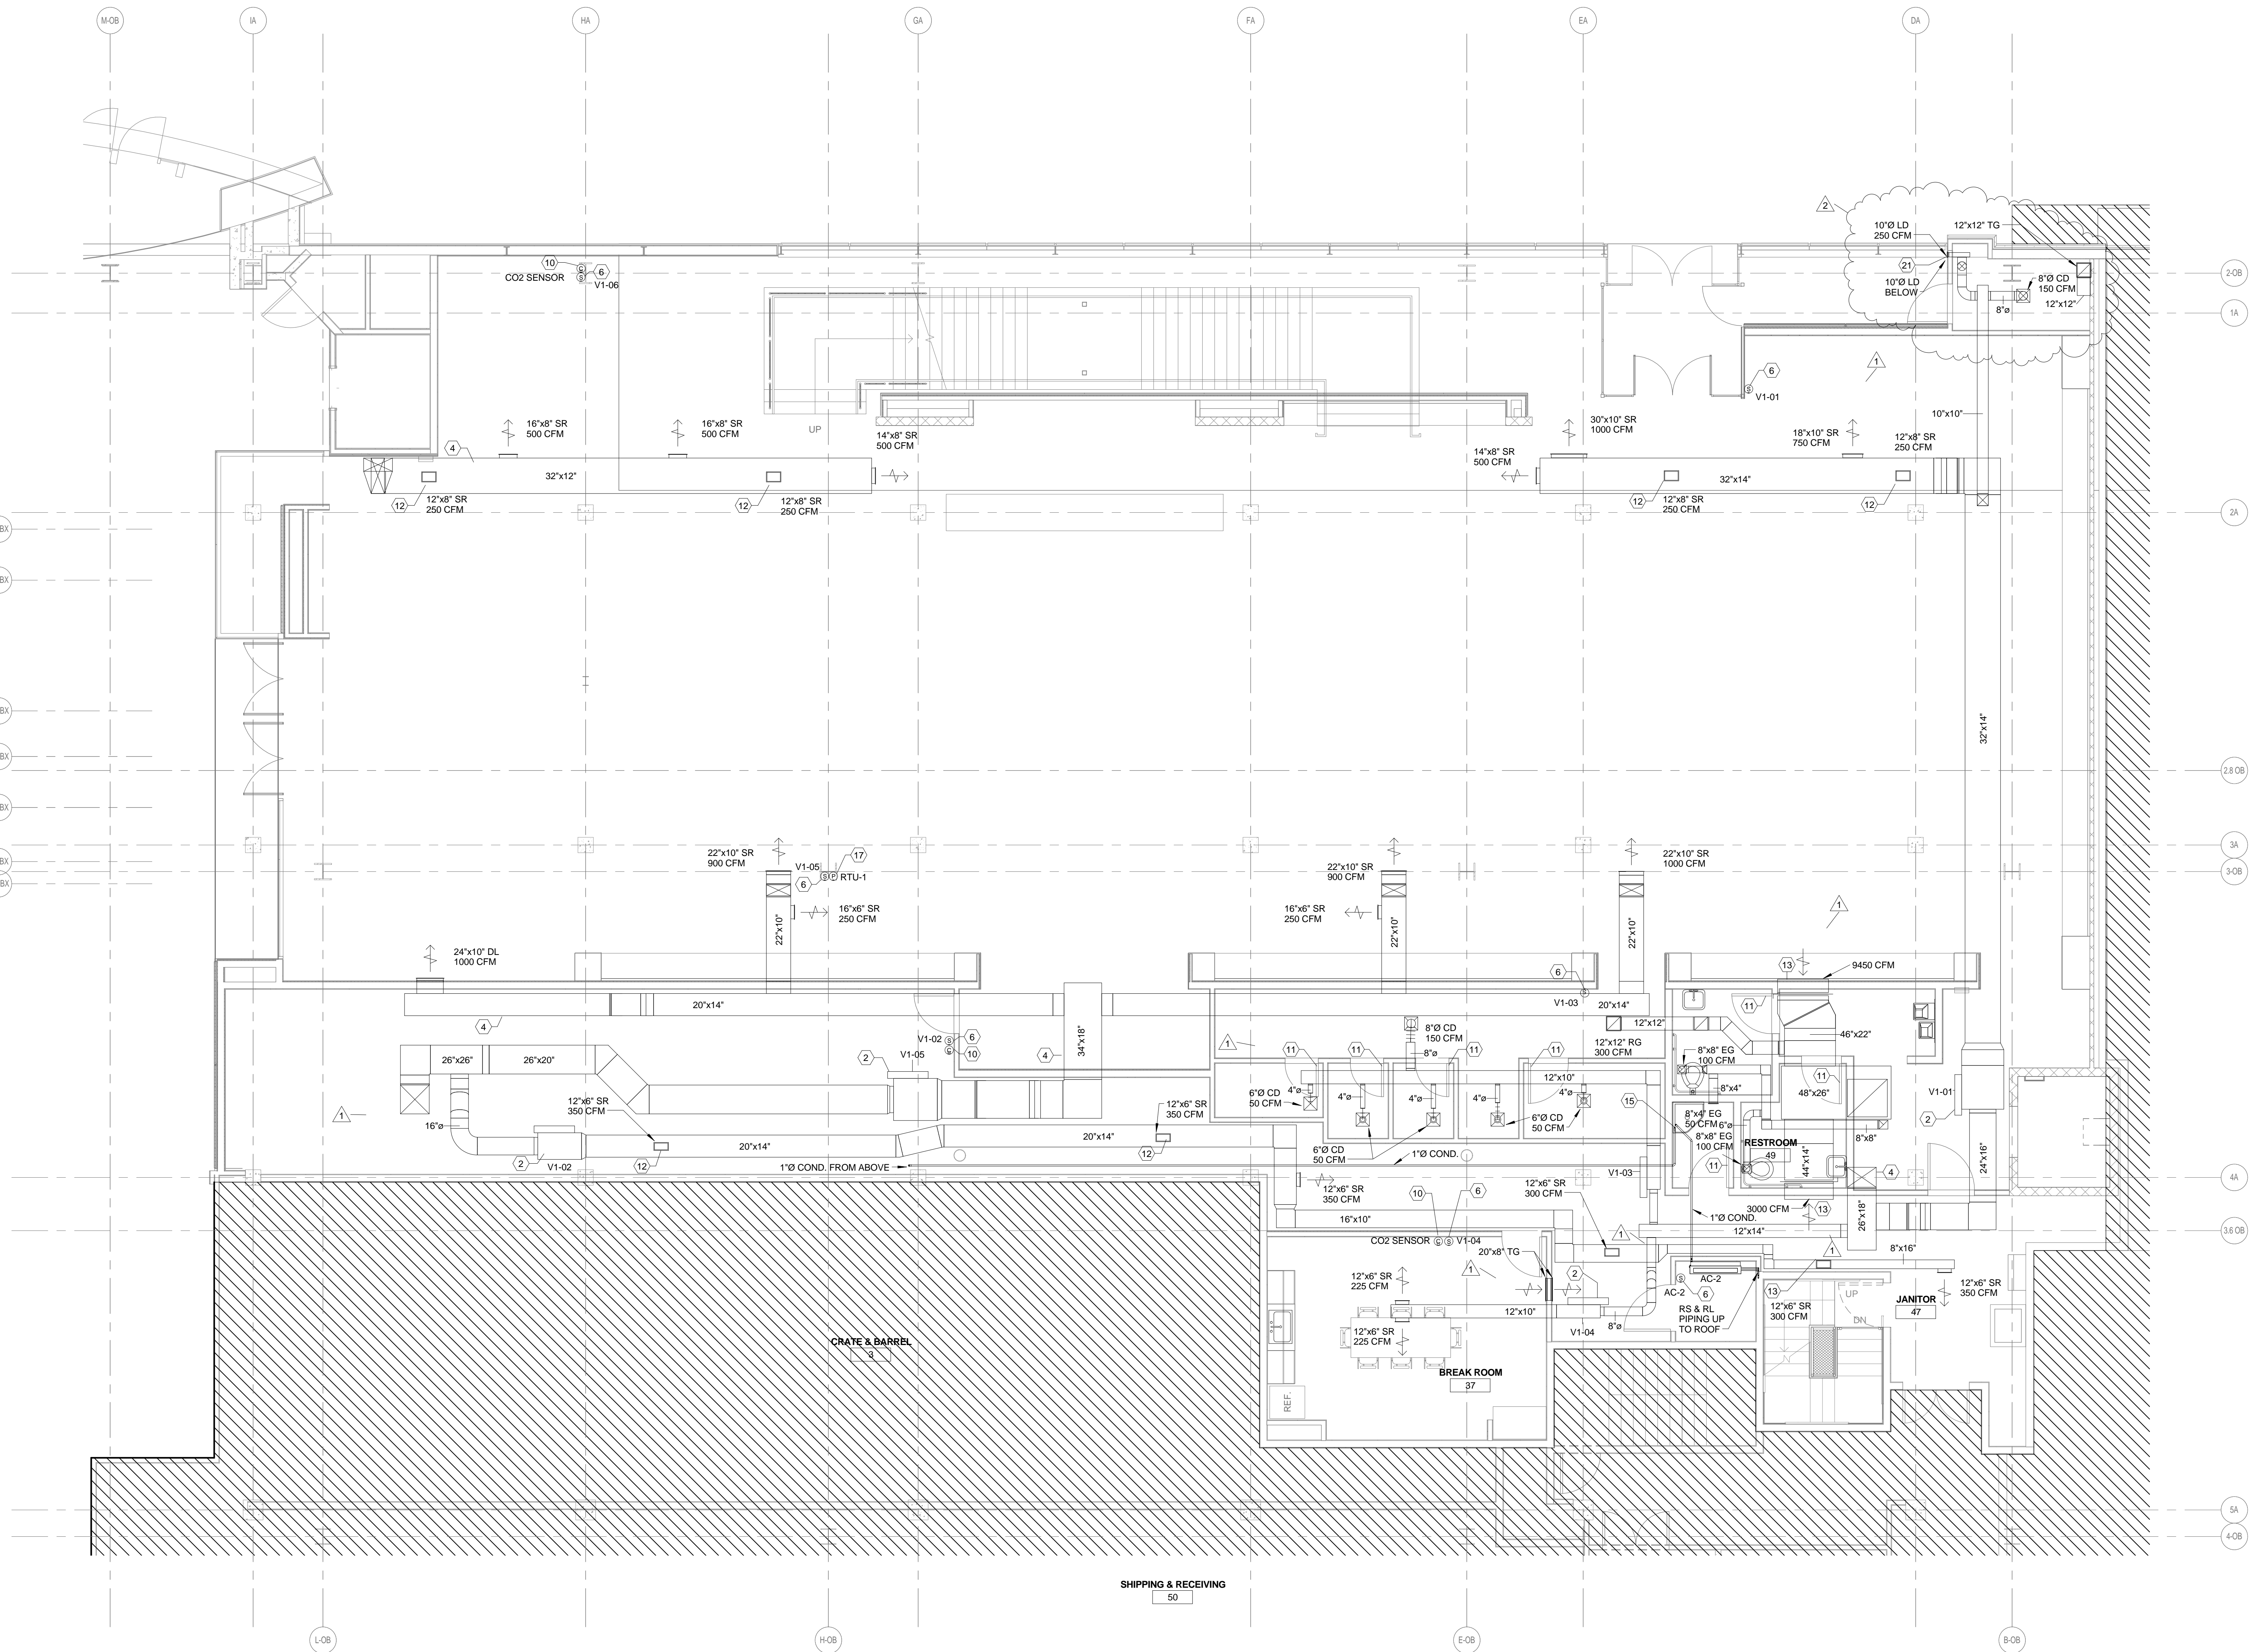 M-OB
IA
HA
GA
FA
EA
DA
2
10"Ø LD
250 CFM
12"x12" TG
21
10"Ø LD
BELOW
8"Ø CD
150 CFM
12"x12"
8"ø
2-OB
1A
10
CO2 SENSOR
C
S
6
V1-06
1
6
S
V1-01
16"x8" SR
500 CFM
16"x8" SR
500 CFM
UP
14"x8" SR
500 CFM
30"x10" SR
1000 CFM
10"x10"
18"x10" SR
750 CFM
12"x8" SR
250 CFM
14"x8" SR
500 CFM
4
32"x12"
32"x14"
12
12"x8" SR
250 CFM
12
12"x8" SR
250 CFM
12
12"x8" SR
250 CFM
12
2A
BX
BX
BX
BX
BX
BX
BX
32"x14"
2.8 OB
3A
3-OB
22"x10" SR
900 CFM
V1-05
17
6
S
P
RTU-1
16"x6" SR
250 CFM
22"x10"
22"x10" SR
900 CFM
16"x6" SR
250 CFM
22"x10"
22"x10" SR
1000 CFM
22"x10"
1
24"x10" DL
1000 CFM
6
S
V1-03
13
9450 CFM
20"x14"
20"x14"
4
11
V1-02
S
6
C
10
V1-05
2
4
34"x18"
1
8"Ø CD
150 CFM
8"ø
12"x12"
12"x12" RG
300 CFM
46"x22"
8"x8" EG
100 CFM
11
11
11
11
26"x26"
26"x20"
12"x10"
4"ø
4"ø
4"ø
4"ø
4"ø
8"x4"
11
48"x26"
V1-01
2
6"Ø CD
50 CFM
6"Ø CD
50 CFM
6"Ø CD
50 CFM
15
8"x4" EG
50 CFM
6"ø
8"x8" EG
100 CFM
RESTROOM
49
8"x8"
1
16"ø
12"x6" SR
350 CFM
12
20"x14"
12"x6" SR
350 CFM
20"x14"
12
2
V1-02
1"Ø COND. FROM ABOVE
1"Ø COND.
V1-03
11
44"x14"
4
24"x16"
4A
12"x6" SR
350 CFM
10
6
12"x6" SR
300 CFM
1"Ø COND.
3000 CFM
13
26"x18"
16"x10"
12"x14"
3.6 OB
CO2 SENSOR
C
S
V1-04
1
1
8"x16"
20"x8" TG
1
2
S
AC-2
6
AC-2
13
12"x6" SR
300 CFM
UP
DN
JANITOR
47
12"x6" SR
350 CFM
12"x6" SR
225 CFM
12"x10"
8"ø
V1-04
RS & RL
PIPING UP
TO ROOF
12"x6" SR
225 CFM
CRATE & BARREL
3
BREAK ROOM
37
REF.
5A
4-OB
SHIPPING & RECEIVING
50
L-OB
H-OB
E-OB
B-OB